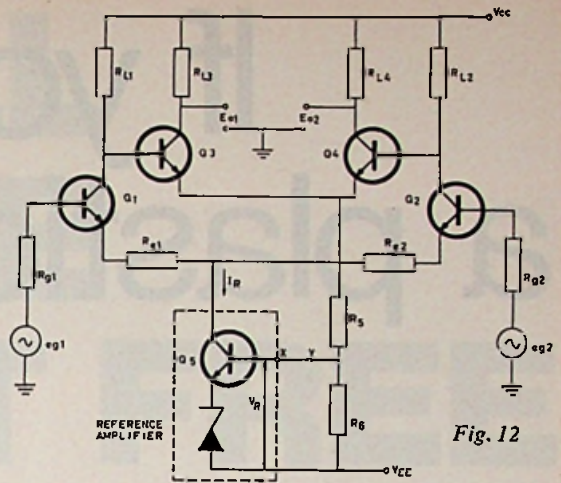 Vcc
RL1
RL3
RL4
RL2
Eo1
Eo2
Q3
Q4
Q1
Q2
Re1
Re2
Rg1
Rg2
IR
R5
eg1
eg2
Q5
X
Y
VR
R6
REFERENCE
AMPLIFIER
Fig. 12
VEE